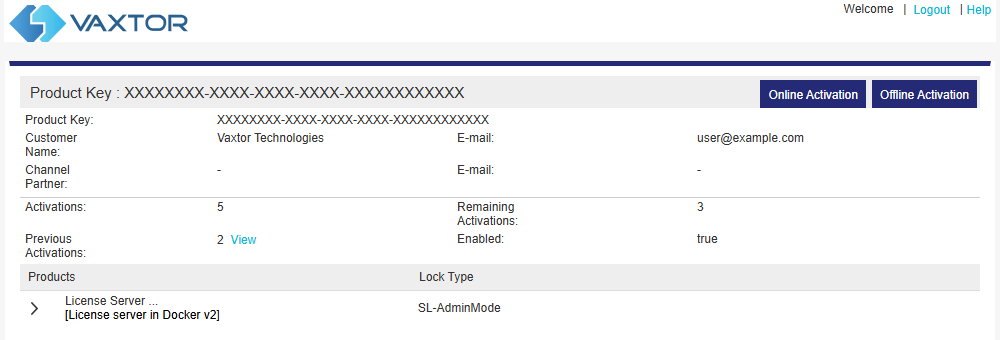 VAXTOR
Welcome | Logout | Help
Product Key : XXXXXXXX-XXXX-XXXX-XXXX-XXXXXXXXXXXX
Online Activation
Offline Activation
Product Key: XXXXXXXX-XXXX-XXXX-XXXX-XXXXXXXXXXXX
Customer Name: Vaxtor Technologies E-mail: user@example.com
Channel Partner: - E-mail: -
Activations: 5 Remaining Activations: 3
Previous Activations: 2 View Enabled: true
Products Lock Type
License Server ... SL-AdminMode
[License server in Docker v2]